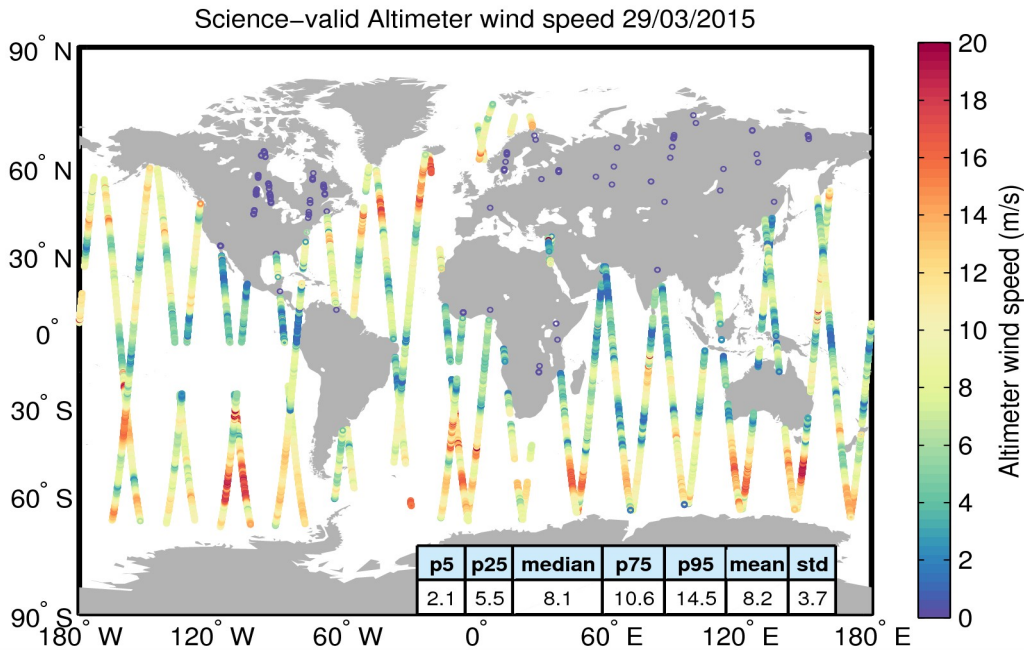 Science−valid Altimeter wind speed 29/03/2015
90° N
60° N
30° N
0°
30° S
60° S
90° S
180° W
120° W
60° W
0°
60° E
120° E
180° E
p5 p25 median p75 p95 mean std
2.1 5.5 8.1 10.6 14.5 8.2 3.7
20
18
16
14
12
10
8
6
4
2
0
Altimeter wind speed (m/s)